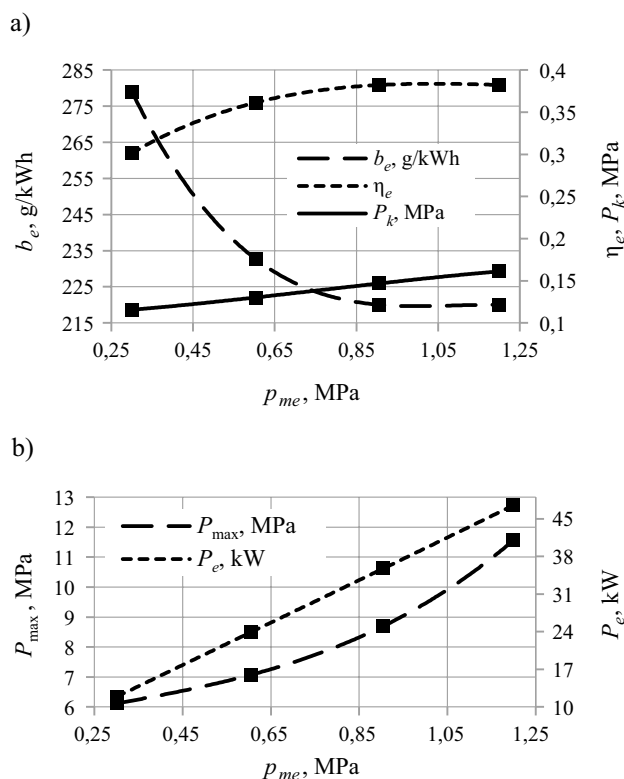 a)
285
275
265
255
245
235
225
215
b_e, g/kWh
0,4
0,35
0,3
0,25
0,2
0,15
0,1
η_e, P_k, MPa
b_e, g/kWh
η_e
P_k, MPa
0,25 0,45 0,65 0,85 1,05 1,25
p_me, MPa
b)
13
12
11
10
9
8
7
6
P_max, MPa
45
38
31
24
17
10
P_e, kW
P_max, MPa
P_e, kW
0,25 0,45 0,65 0,85 1,05 1,25
p_me, MPa